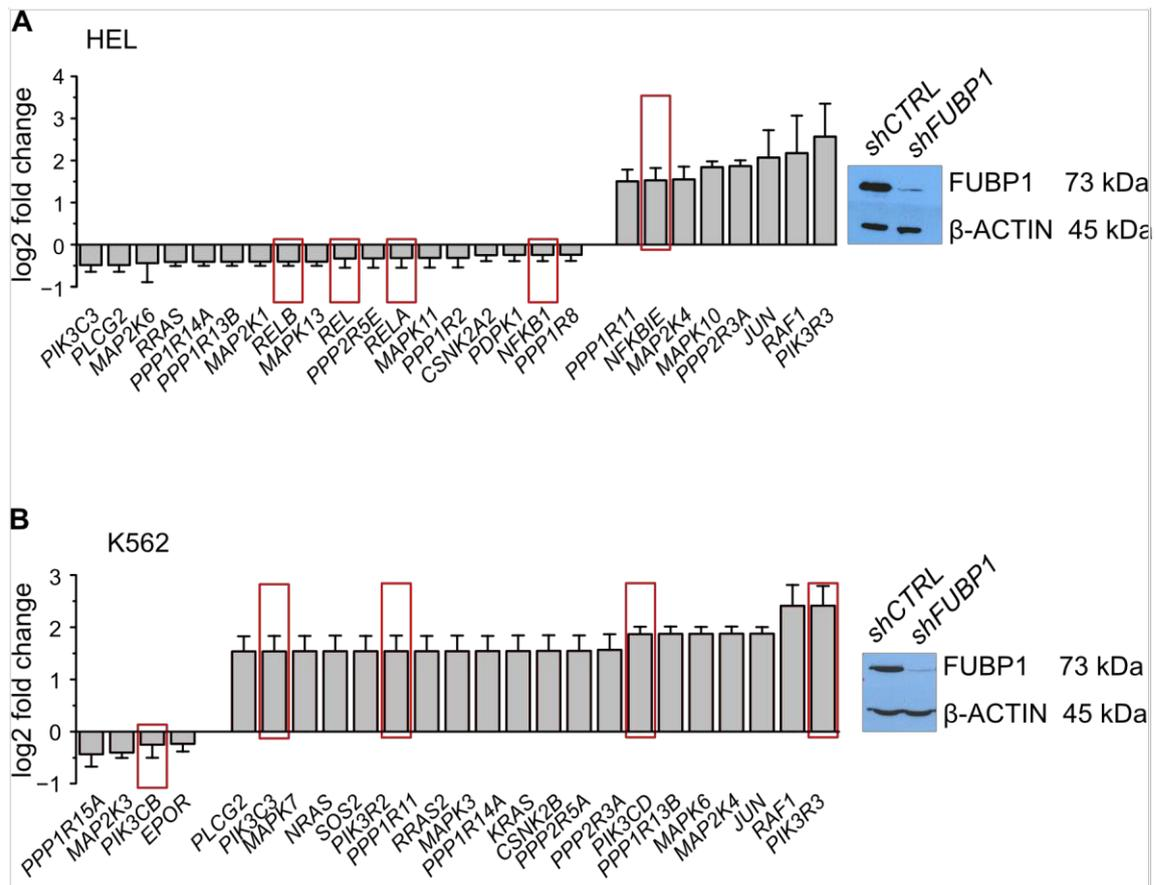 A
HEL
log2 fold change
4
3
2
1
0
−1
PIK3C3
PLCG2
MAP2K6
RRAS
PPP1R14A
PPP1R13B
MAP2K1
RELB
MAPK13
REL
PPP2R5E
RELA
MAPK11
PPP1R2
CSNK2A2
PDPK1
NFKB1
PPP1R8
PPP1R11
NFKBIE
MAP2K4
MAPK10
PPP2R3A
JUN
RAF1
PIK3R3
shCTRL
shFUBP1
FUBP1 73 kDa
β-ACTIN 45 kDa
B
K562
log2 fold change
3
2
1
0
−1
PPP1R15A
MAP2K3
PIK3CB
EPOR
PLCG2
PIK3C3
MAPK7
NRAS
SOS2
PIK3R2
PPP1R11
RRAS2
MAPK3
PPP1R14A
KRAS
CSNK2B
PPP2R5A
PPP2R3A
PIK3CD
PPP1R13B
MAPK6
MAP2K4
JUN
RAF1
PIK3R3
shCTRL
shFUBP1
FUBP1 73 kDa
β-ACTIN 45 kDa